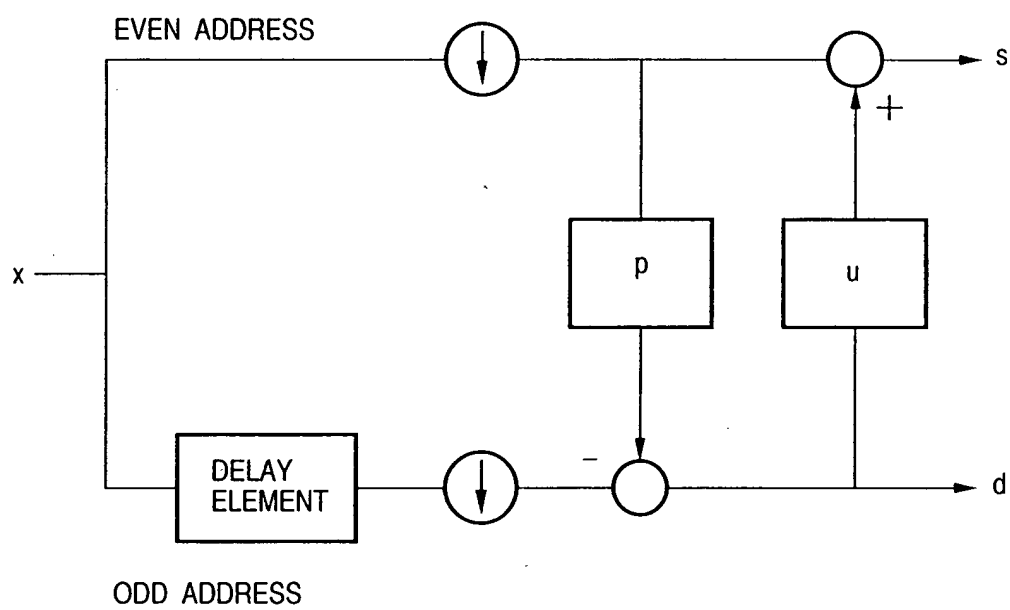 EVEN ADDRESS
s
+
x
p
u
DELAY
ELEMENT
-
d
ODD ADDRESS